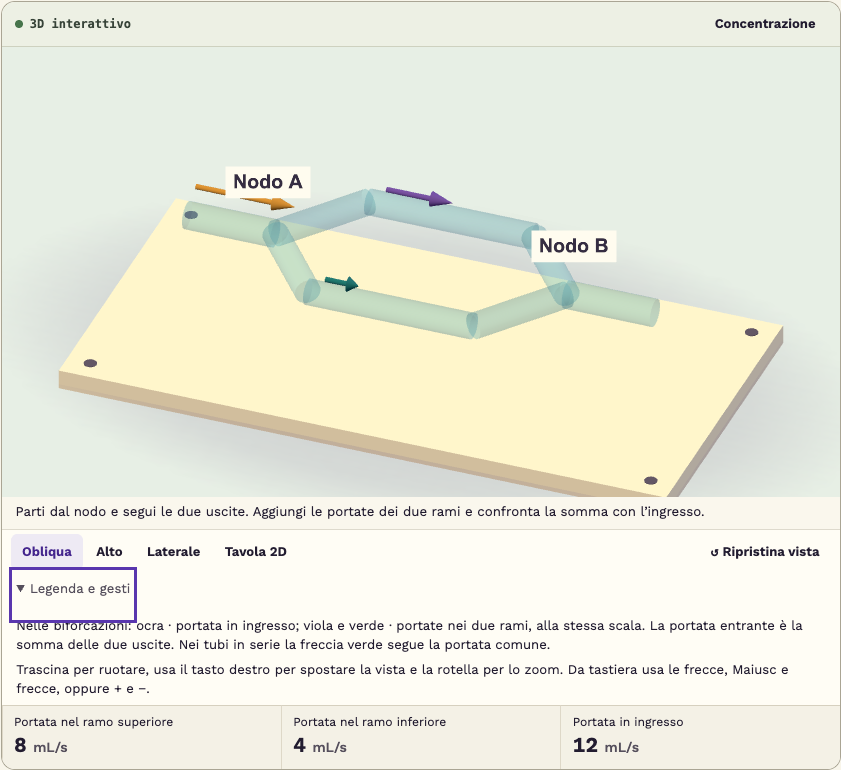 3D interattivo
Concentrazione
Nodo A
Nodo B
Parti dal nodo e segui le due uscite. Aggiungi le portate dei due rami e confronta la somma con l’ingresso.
Obliqua Alto Laterale Tavola 2D ↺ Ripristina vista
▼ Legenda e gesti
Nelle biforcazioni: ocra · portata in ingresso; viola e verde · portate nei due rami, alla stessa scala. La portata entrante è la
somma delle due uscite. Nei tubi in serie la freccia verde segue la portata comune.
Trascina per ruotare, usa il tasto destro per spostare la vista e la rotella per lo zoom. Da tastiera usa le frecce, Maiusc e
frecce, oppure + e −.
Portata nel ramo superiore
8 mL/s
Portata nel ramo inferiore
4 mL/s
Portata in ingresso
12 mL/s